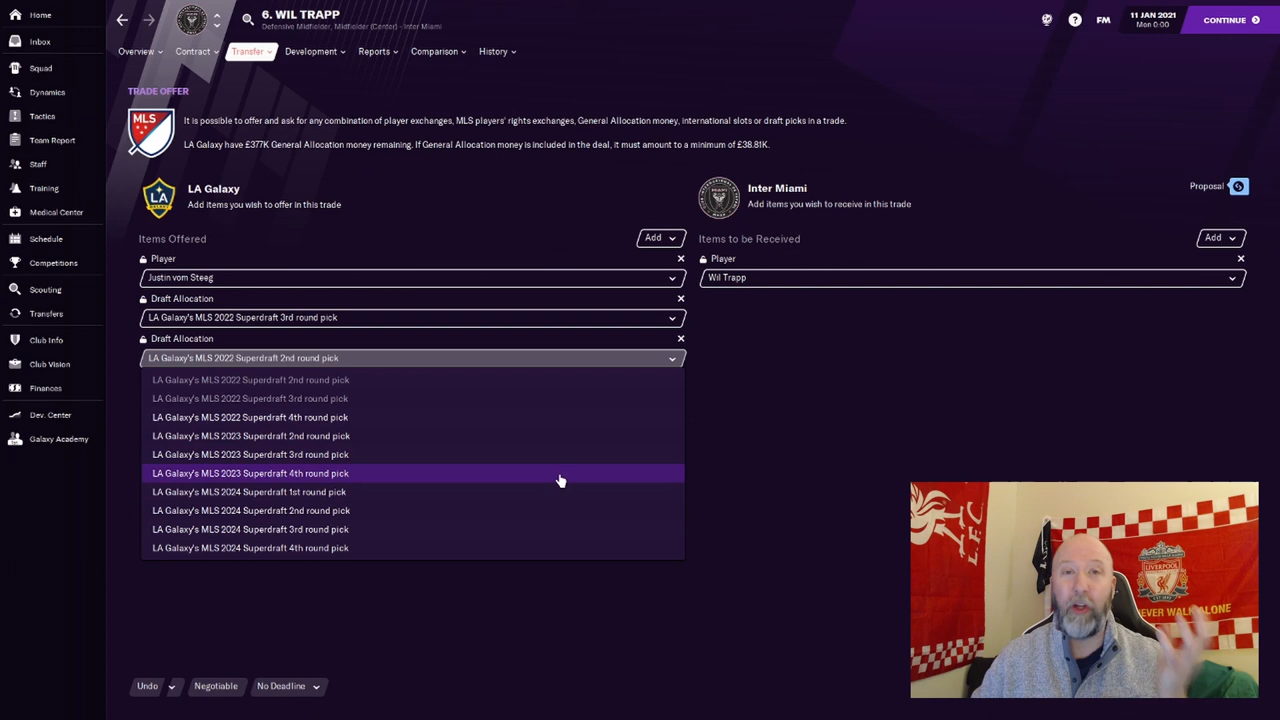 Home
Inbox
Squad
Dynamics
Tactics
Team Report
Staff
Training
Medical Center
Schedule
Competitions
Scouting
Transfers
Club Info
Club Vision
Finances
Dev. Center
Galaxy Academy
6. WIL TRAPP
Defensive Midfielder, Midfielder (Center) - Inter Miami
FM
11 JAN 2021
Mon 0:00
CONTINUE
Overview
Contract
Transfer
Development
Reports
Comparison
History
TRADE OFFER
MLS
It is possible to offer and ask for any combination of player exchanges, MLS players' rights exchanges, General Allocation money, international slots or draft picks in a trade.
LA Galaxy have £377K General Allocation money remaining. If General Allocation money is included in the deal, it must amount to a minimum of £38.81K.
LA
LA Galaxy
Add items you wish to offer in this trade
Inter Miami
Add items you wish to receive in this trade
Proposal
Items Offered
Add
Player
Justin vom Steeg
Draft Allocation
LA Galaxy's MLS 2022 Superdraft 3rd round pick
Draft Allocation
LA Galaxy's MLS 2022 Superdraft 2nd round pick
LA Galaxy's MLS 2022 Superdraft 2nd round pick
LA Galaxy's MLS 2022 Superdraft 3rd round pick
LA Galaxy's MLS 2022 Superdraft 4th round pick
LA Galaxy's MLS 2023 Superdraft 2nd round pick
LA Galaxy's MLS 2023 Superdraft 3rd round pick
LA Galaxy's MLS 2023 Superdraft 4th round pick
LA Galaxy's MLS 2024 Superdraft 1st round pick
LA Galaxy's MLS 2024 Superdraft 2nd round pick
LA Galaxy's MLS 2024 Superdraft 3rd round pick
LA Galaxy's MLS 2024 Superdraft 4th round pick
Items to be Received
Add
Player
Wil Trapp
Undo
Negotiable
No Deadline
L.F.C.
LIVERPOOL
EVER WALK ALONE